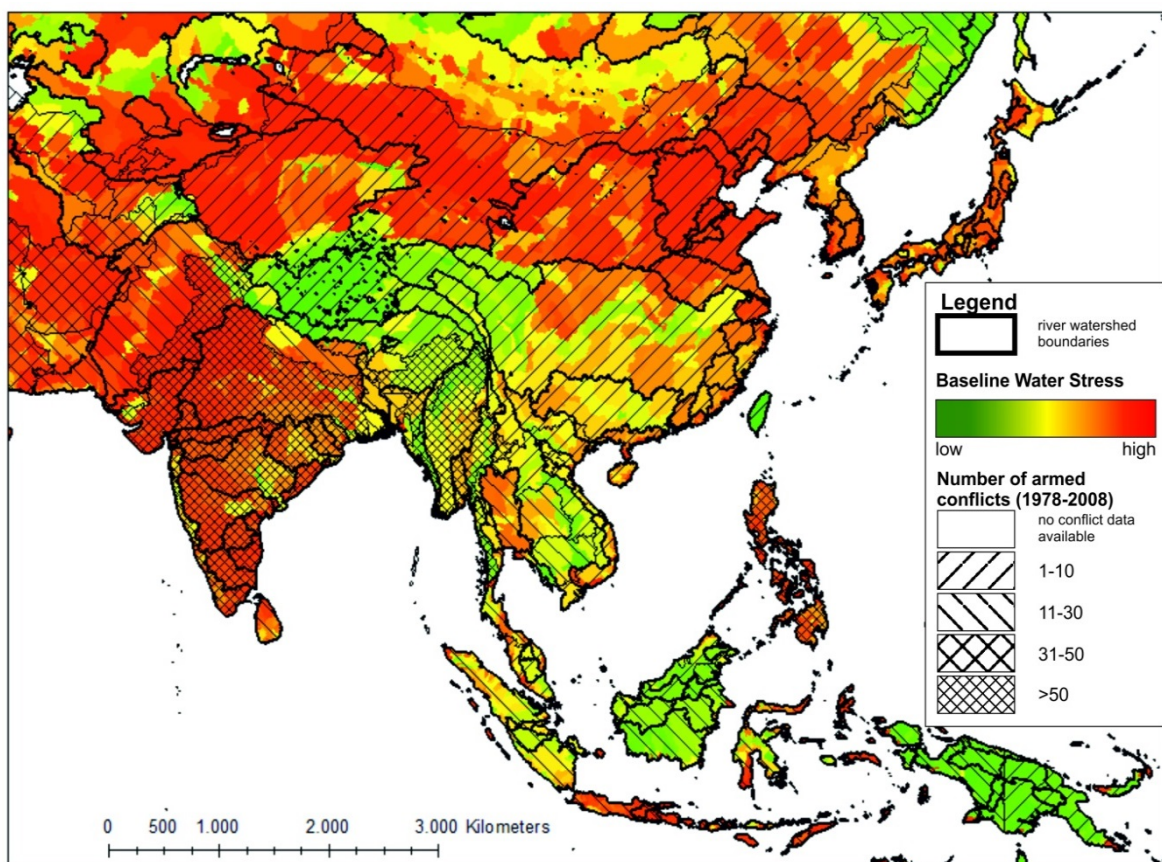 Legend
river watershed
boundaries
Baseline Water Stress
low high
Number of armed
conflicts (1978-2008)
no conflict data
available
1-10
11-30
31-50
>50
0 500 1.000 2.000 3.000 Kilometers